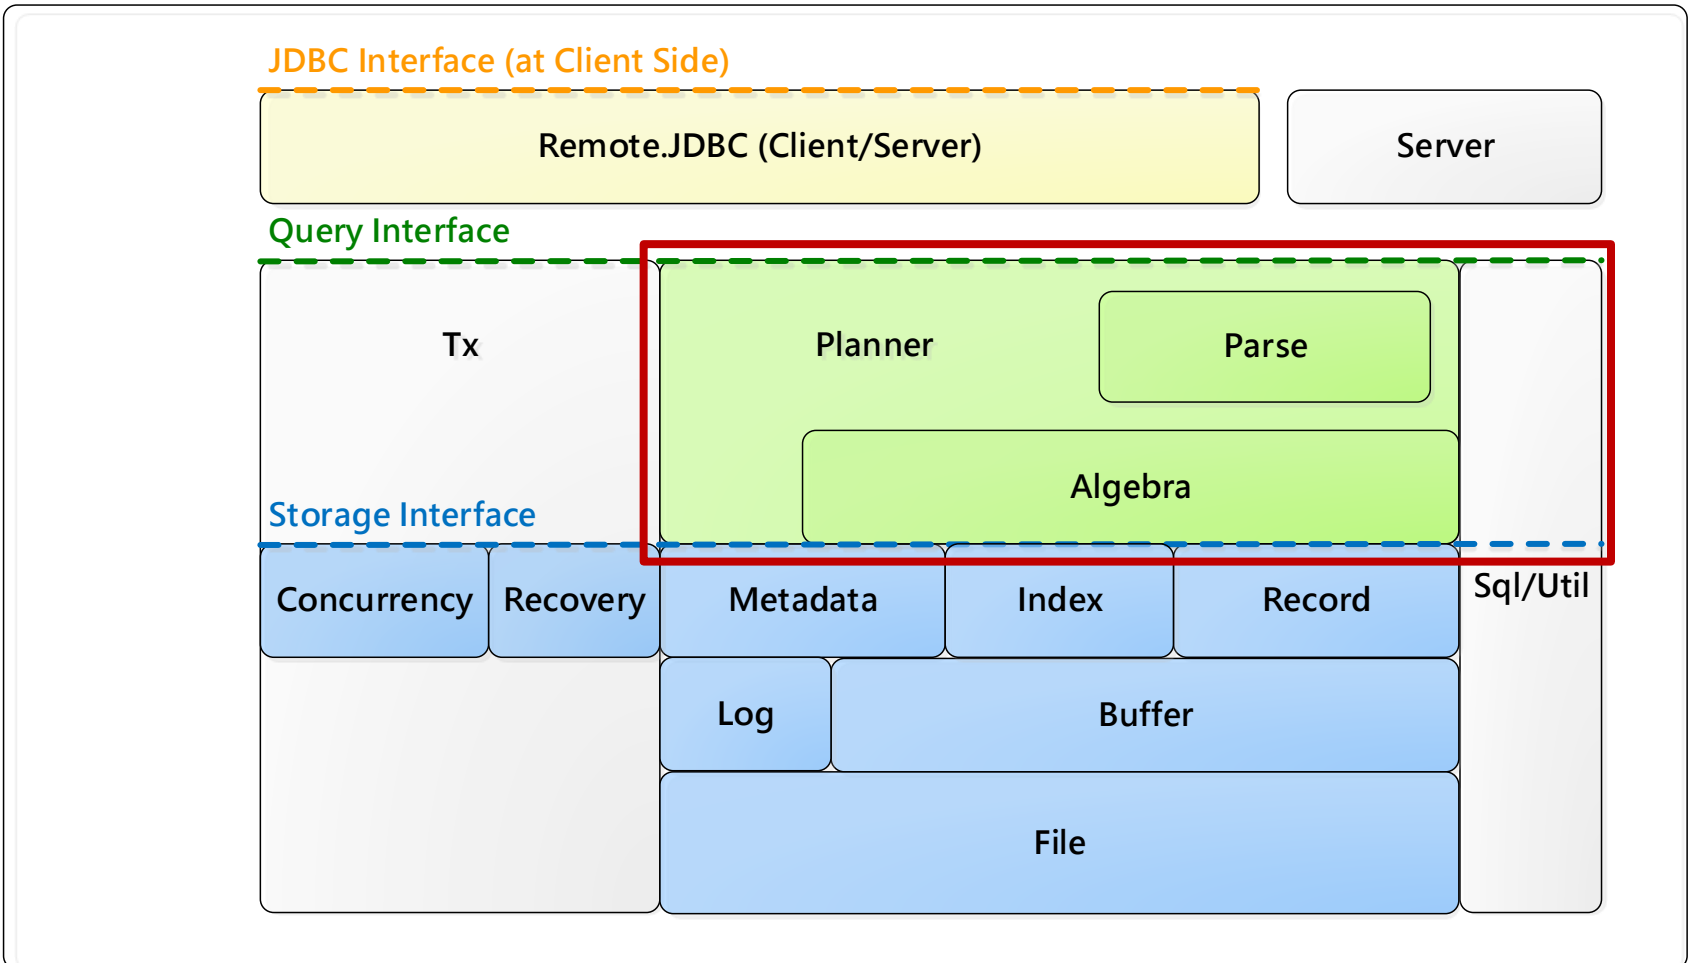 JDBC Interface (at Client Side)
Remote.JDBC (Client/Server)
Server
Query Interface
Tx
Planner
Parse
Algebra
Storage Interface
Concurrency
Recovery
Metadata
Index
Record
Sql/Util
Log
Buffer
File